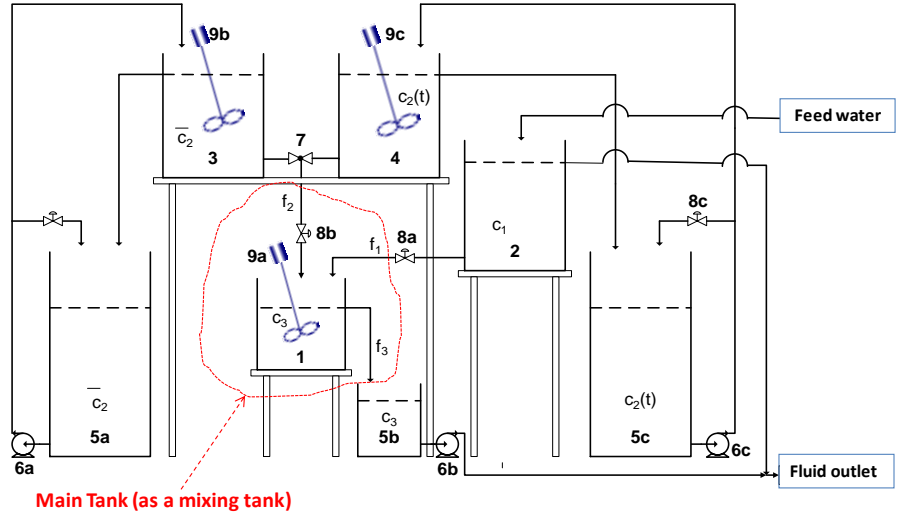 9b
9c
c̅₂
c₂(t)
Feed water
3
7
4
f₂
8b
8a
f₁
c₁
2
8c
9a
c₃
1
f₃
c̅₂
5a
c₃
5b
c₂(t)
5c
6a
6b
6c
Fluid outlet
Main Tank (as a mixing tank)